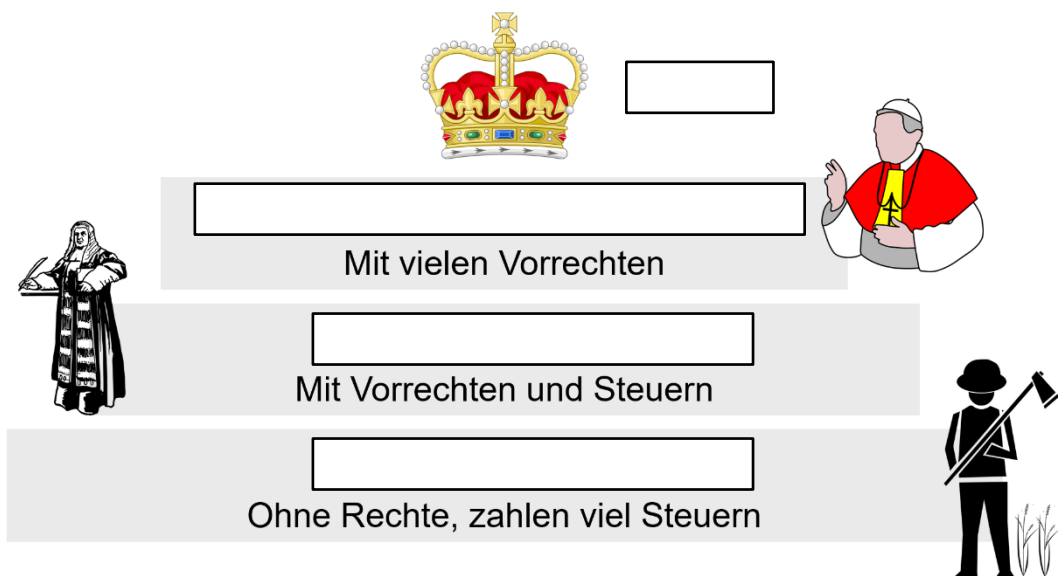 Mit vielen Vorrechten
Mit Vorrechten und Steuern
Ohne Rechte, zahlen viel Steuern